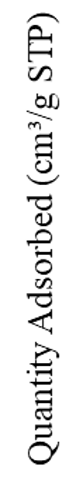 Quantity Adsorbed (cm³/g STP)